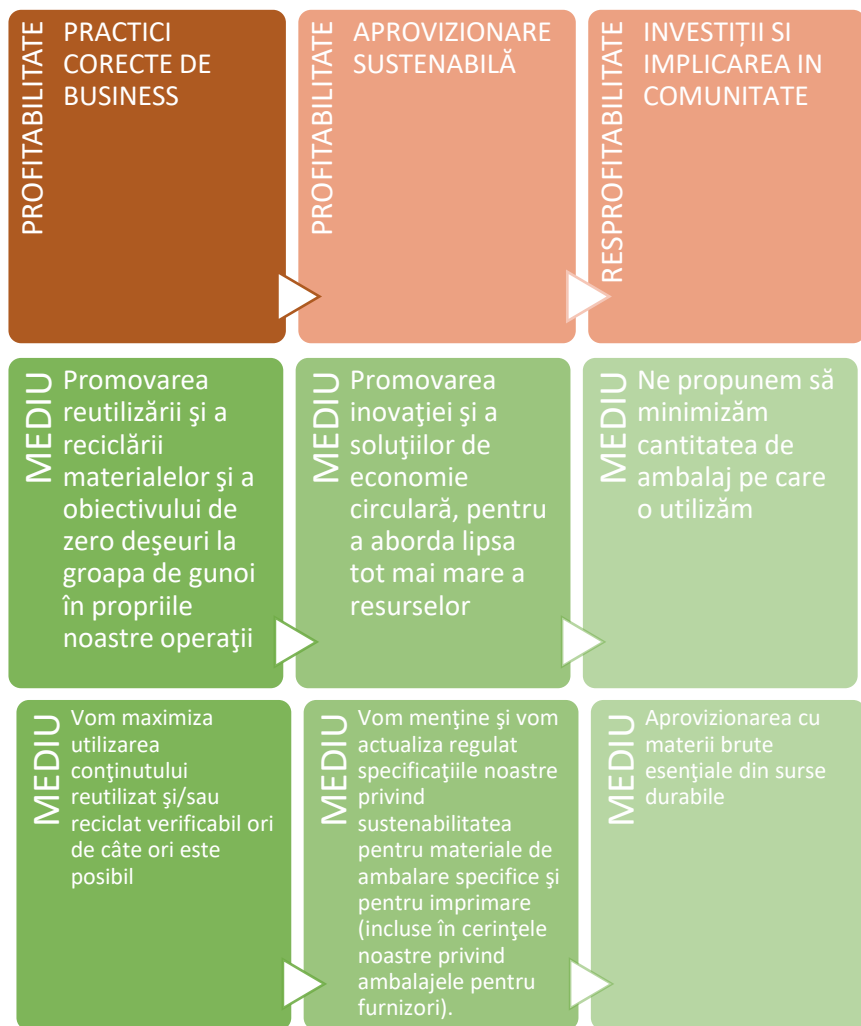 PROFITABILITATE
PRACTICI
CORECTE DE
BUSINESS
PROFITABILITATE
APROVIZIONARE
SUSTENABILĂ
RESPROFITABILITATE
INVESTIȚII SI
IMPLICAREA IN
COMUNITATE
MEDIU
Promovarea
reutilizării şi a
reciclării
materialelor şi a
obiectivului de
zero deşeuri la
groapa de gunoi
în propriile
noastre operaţii
MEDIU
Promovarea
inovaţiei şi a
soluţiilor de
economie
circulară, pentru
a aborda lipsa
tot mai mare a
resurselor
MEDIU
Ne propunem să
minimizăm
cantitatea de
ambalaj pe care
o utilizăm
MEDIU
Vom maximiza
utilizarea
conţinutului
reutilizat şi/sau
reciclat verificabil ori
de câte ori este
posibil
MEDIU
Vom menţine şi vom
actualiza regulat
specificaţiile noastre
privind
sustenabilitatea
pentru materiale de
ambalare specifice şi
pentru imprimare
(incluse în cerinţele
noastre privind
ambalajele pentru
furnizori).
MEDIU
Aprovizionarea cu
materii brute
esenţiale din surse
durabile